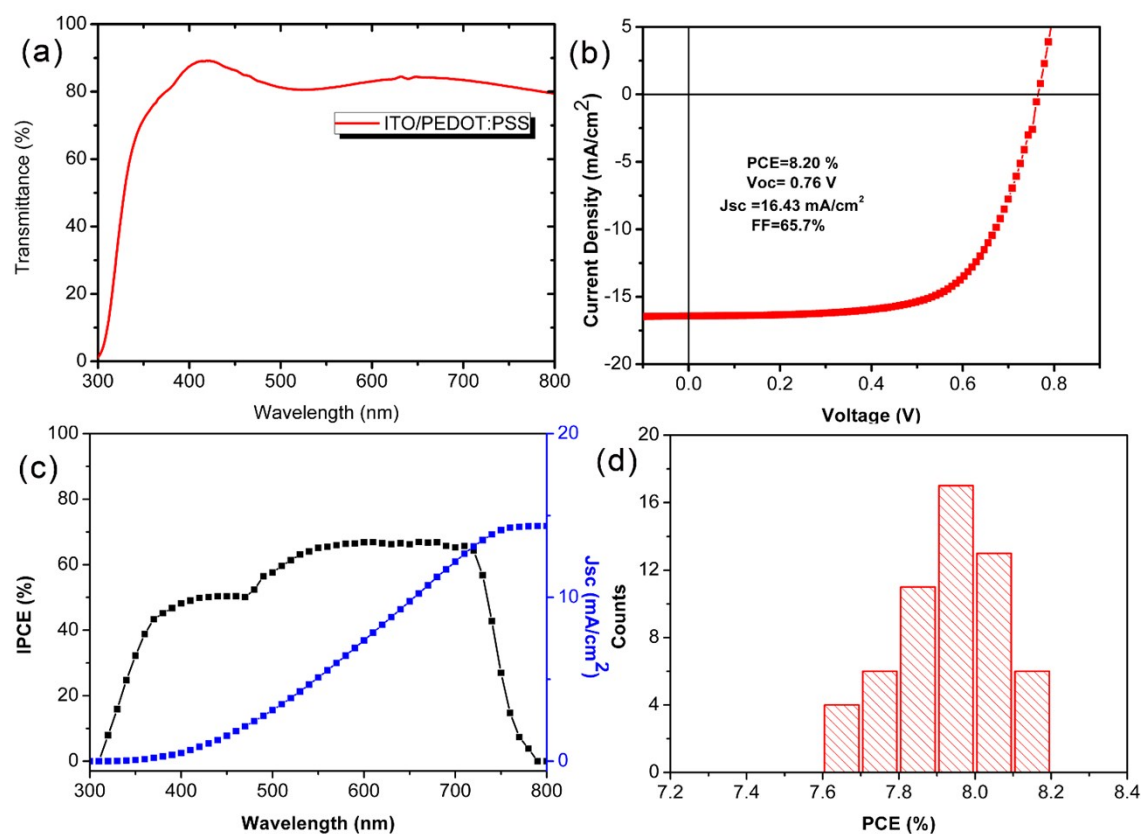 (a)
100
80
60
40
20
0
300 400 500 600 700 800
Transmittance (%)
Wavelength (nm)
ITO/PEDOT:PSS
(b)
5
0
-5
-10
-15
-20
0.0 0.2 0.4 0.6 0.8
Current Density (mA/cm²)
Voltage (V)
PCE=8.20 %
Voc= 0.76 V
Jsc =16.43 mA/cm²
FF=65.7%
(c)
100
80
60
40
20
0
300 400 500 600 700 800
IPCE (%)
Wavelength (nm)
20
10
0
Jsc (mA/cm²)
(d)
20
16
12
8
4
0
7.2 7.4 7.6 7.8 8.0 8.2 8.4
Counts
PCE (%)